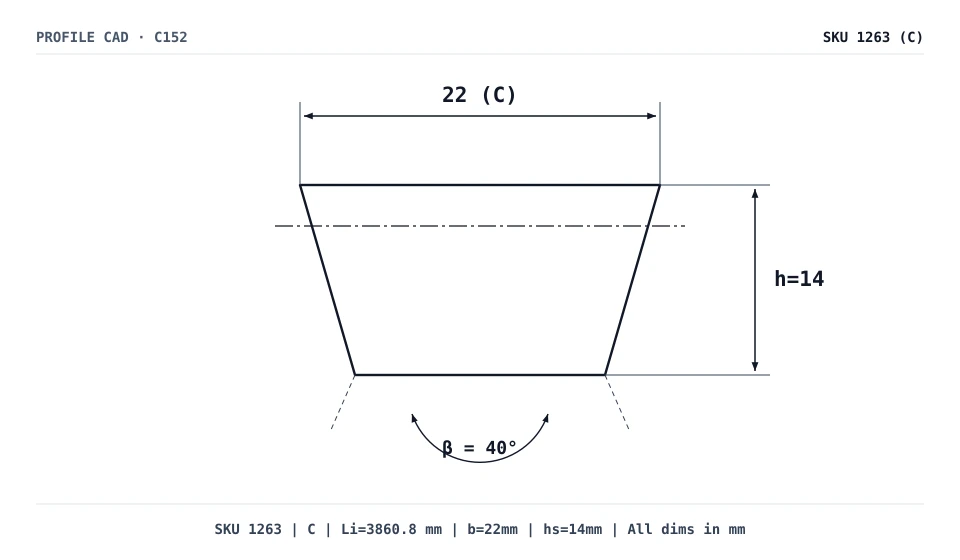 PROFILE CAD · C152
SKU 1263 (C)
22 (C)
h=14
β = 40°
SKU 1263 | C | Li=3860.8 mm | b=22mm | hs=14mm | All dims in mm